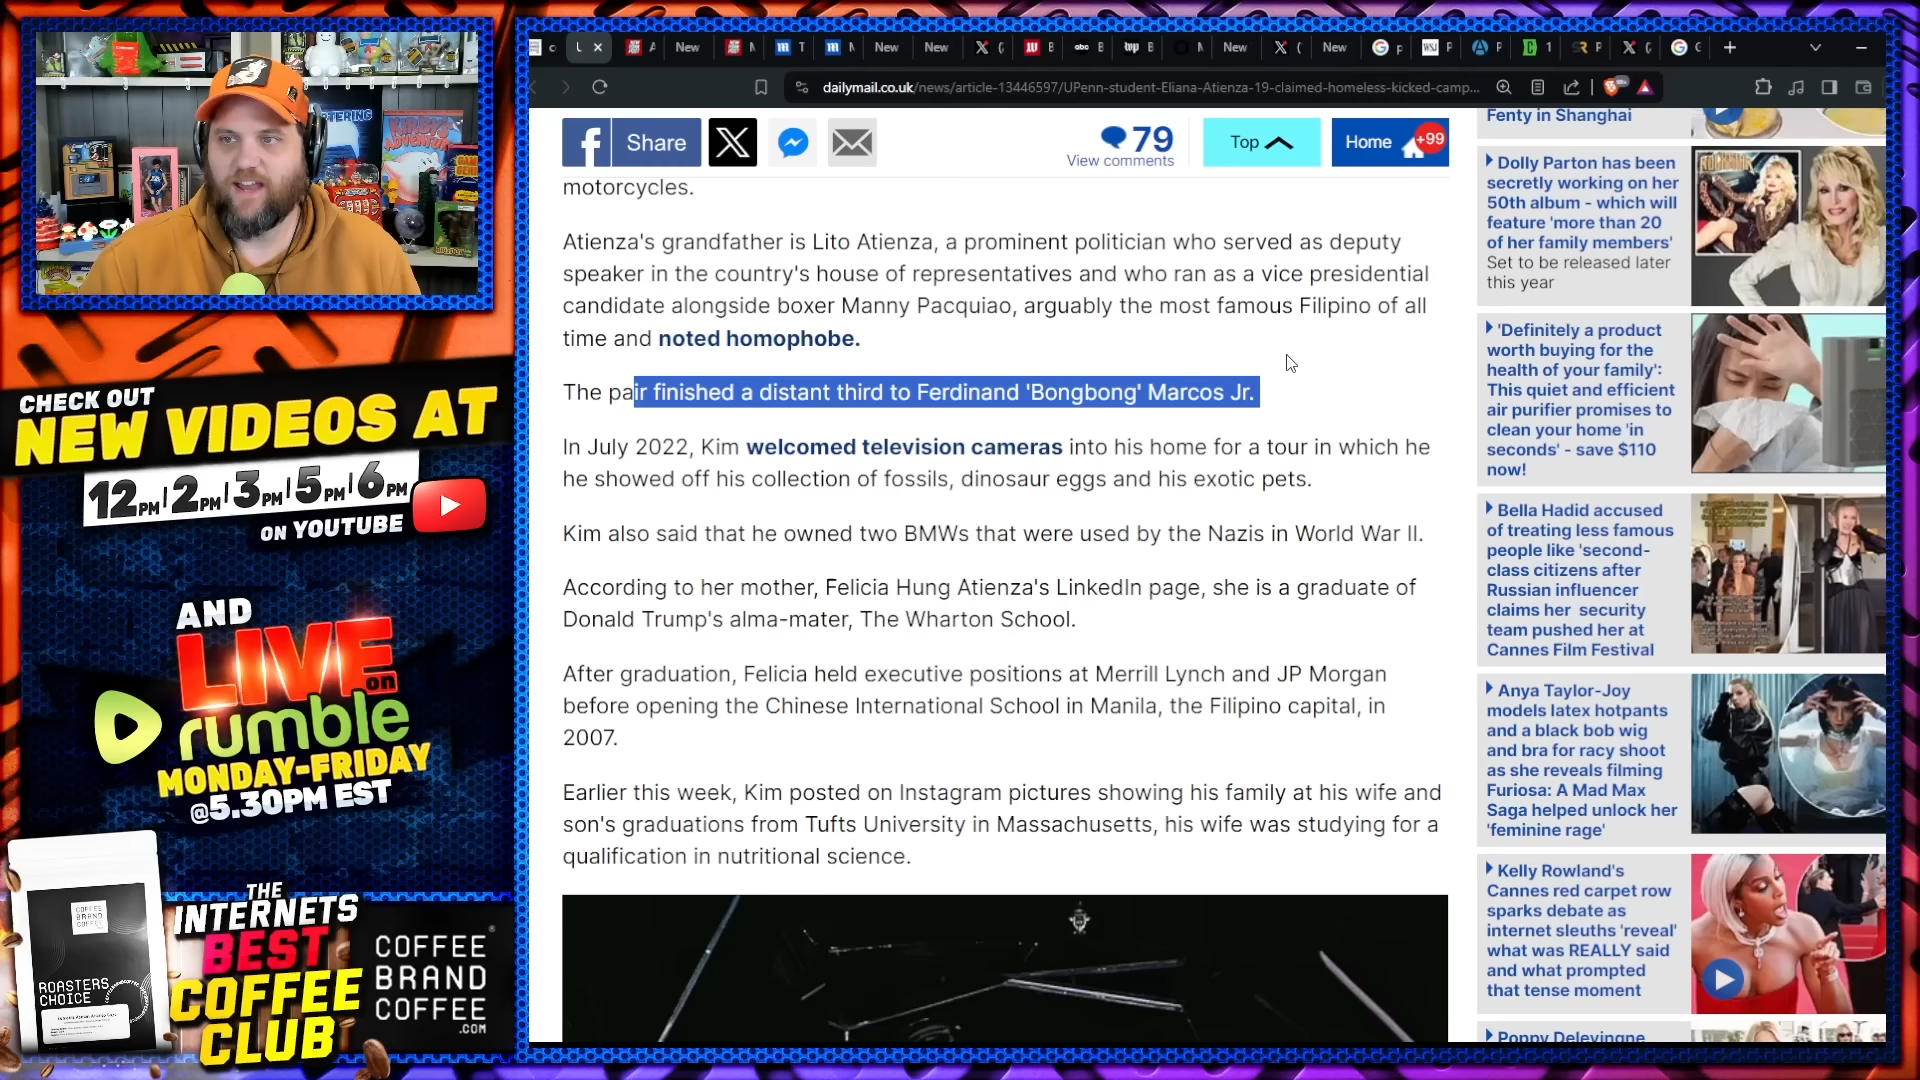 CHECK OUT
NEW VIDEOS AT
12PM | 2PM | 3PM | 5PM | 6PM
ON YOUTUBE
AND
LIVE
on
rumble
MONDAY-FRIDAY
@5.30PM EST
THE
INTERNETS
BEST
COFFEE
CLUB
COFFEE
BRAND
COFFEE
.COM
COFFEE
BRAND
COFFEE
ROASTERS
CHOICE
KIRBY'S
ADVENTURE
New
New
New
New
New
dailymail.co.uk/news/article-13446597/UPenn-student-Eliana-Atienza-19-claimed-homeless-kicked-camp...
Share
79
View comments
Top
Home
+99
motorcycles.
Atienza's grandfather is Lito Atienza, a prominent politician who served as deputy
speaker in the country's house of representatives and who ran as a vice presidential
candidate alongside boxer Manny Pacquiao, arguably the most famous Filipino of all
time and noted homophobe.
The pair finished a distant third to Ferdinand 'Bongbong' Marcos Jr.
In July 2022, Kim welcomed television cameras into his home for a tour in which he
he showed off his collection of fossils, dinosaur eggs and his exotic pets.
Kim also said that he owned two BMWs that were used by the Nazis in World War II.
According to her mother, Felicia Hung Atienza's LinkedIn page, she is a graduate of
Donald Trump's alma-mater, The Wharton School.
After graduation, Felicia held executive positions at Merrill Lynch and JP Morgan
before opening the Chinese International School in Manila, the Filipino capital, in
2007.
Earlier this week, Kim posted on Instagram pictures showing his family at his wife and
son's graduations from Tufts University in Massachusetts, his wife was studying for a
qualification in nutritional science.
Fenty in Shanghai
Dolly Parton has been
secretly working on her
50th album - which will
feature 'more than 20
of her family members'
Set to be released later
this year
'Definitely a product
worth buying for the
health of your family':
This quiet and efficient
air purifier promises to
clean your home 'in
seconds' - save $110
now!
Bella Hadid accused
of treating less famous
people like 'second-
class citizens after
Russian influencer
claims her security
team pushed her at
Cannes Film Festival
Anya Taylor-Joy
models latex hotpants
and a black bob wig
and bra for racy shoot
as she reveals filming
Furiosa: A Mad Max
Saga helped unlock her
'feminine rage'
Kelly Rowland's
Cannes red carpet row
sparks debate as
internet sleuths 'reveal'
what was REALLY said
and what prompted
that tense moment
Poppy Delevingne